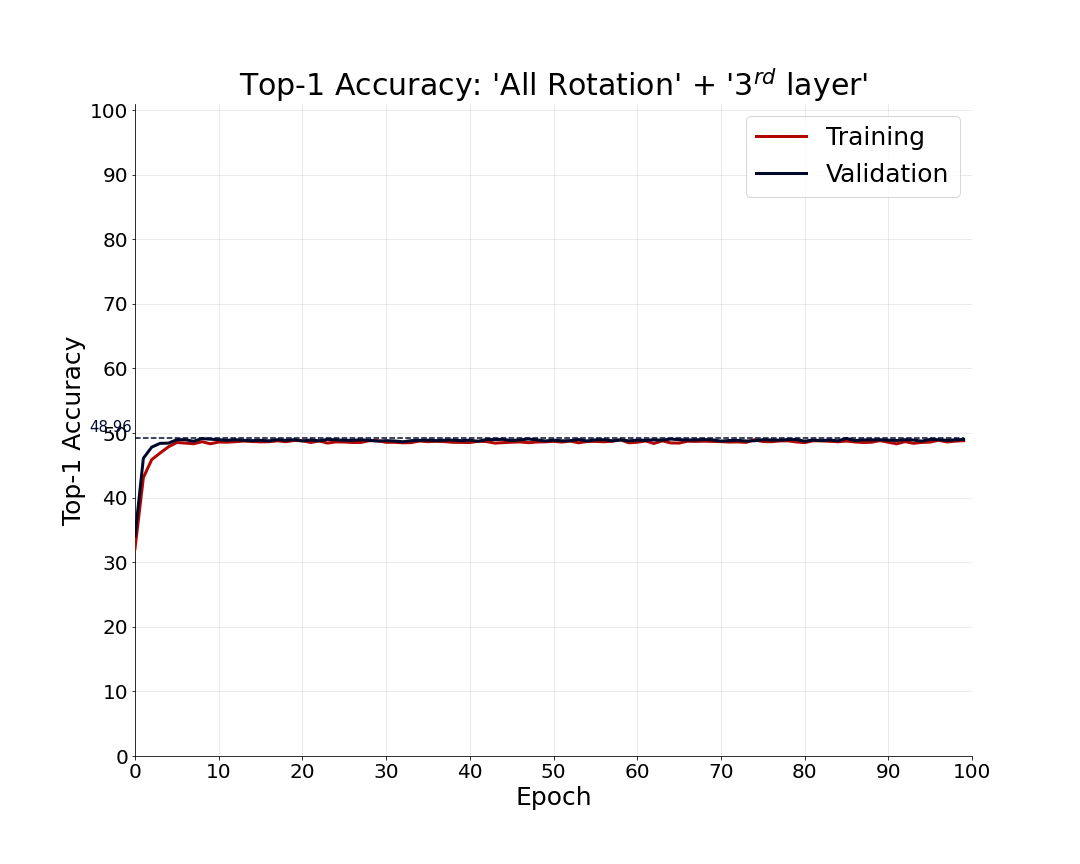 Top-1 Accuracy: 'All Rotation' + '3rd layer'
Training
Validation
100
90
80
70
60
48.96
50
40
30
20
10
0
Top-1 Accuracy
0 10 20 30 40 50 60 70 80 90 100
Epoch